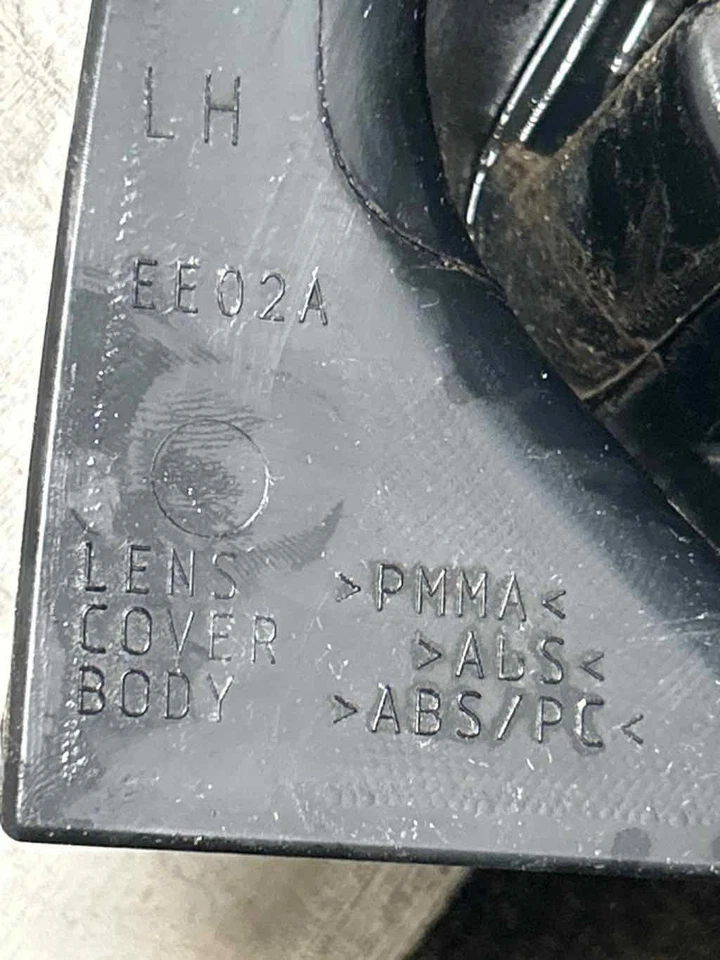 LH
EE02A
LENS >PMMA<
COVER >ABS<
BODY >ABS/PC<